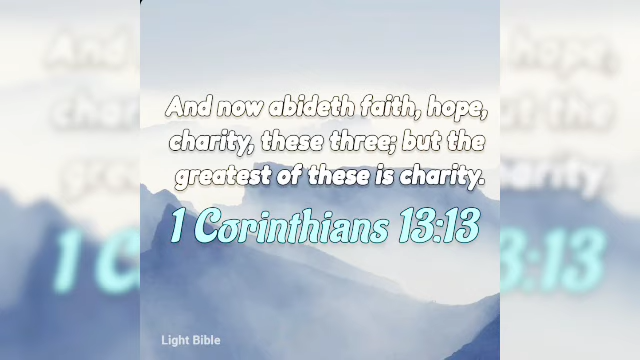 And now abideth faith, hope,
charity, these three; but the
greatest of these is charity.
1 Corinthians 13:13
Light Bible